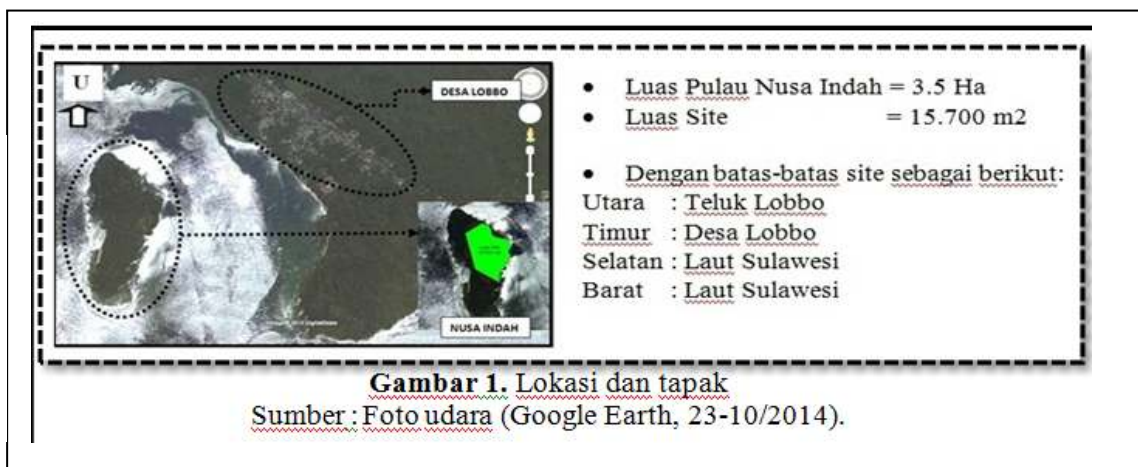 U
DESA LOBBO
NUSA INDAH
• Luas Pulau Nusa Indah = 3.5 Ha
• Luas Site = 15.700 m2
• Dengan batas-batas site sebagai berikut:
Utara : Teluk Lobbo
Timur : Desa Lobbo
Selatan : Laut Sulawesi
Barat : Laut Sulawesi
Gambar 1. Lokasi dan tapak
Sumber : Foto udara (Google Earth, 23-10/2014).